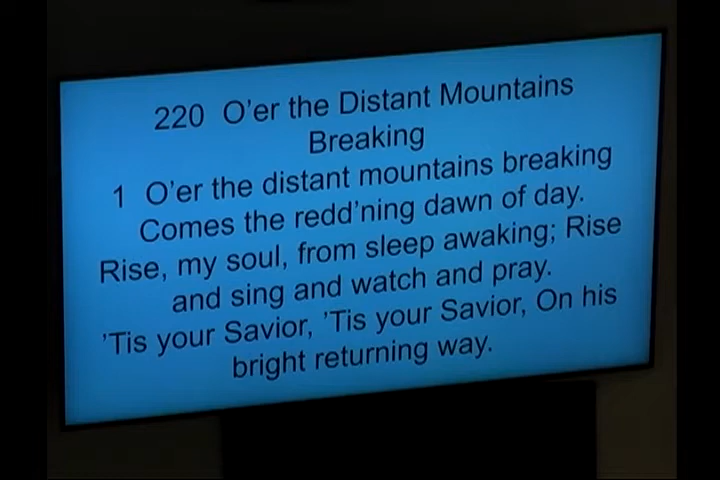 220 O'er the Distant Mountains
Breaking
1 O'er the distant mountains breaking
Comes the redd'ning dawn of day.
Rise, my soul, from sleep awaking; Rise
and sing and watch and pray.
'Tis your Savior, 'Tis your Savior, On his
bright returning way.